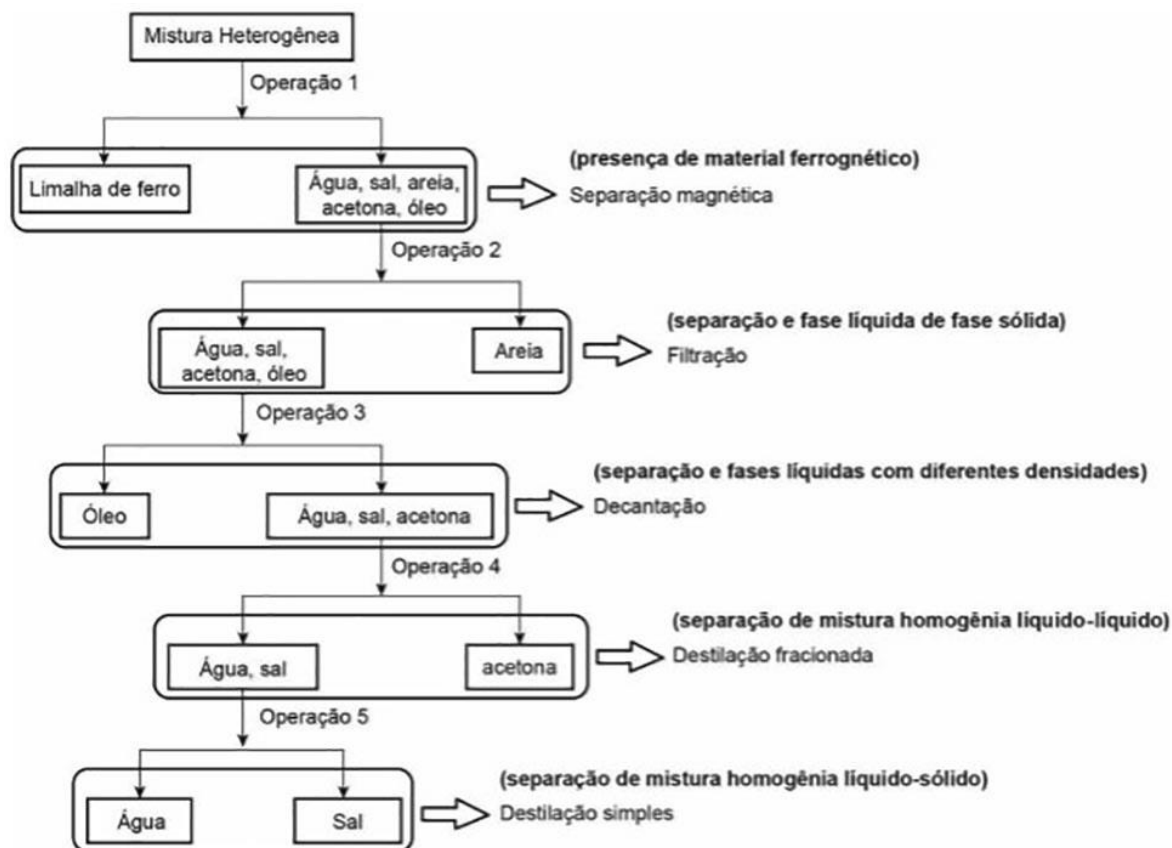 Mistura Heterogênea
Operação 1
Limalha de ferro
Água, sal, areia,
acetona, óleo
(presença de material ferrognético)
Separação magnética
Operação 2
Água, sal,
acetona, óleo
Areia
(separação e fase líquida de fase sólida)
Filtração
Operação 3
Óleo
Água, sal, acetona
(separação e fases líquidas com diferentes densidades)
Decantação
Operação 4
Água, sal
acetona
(separação de mistura homogênia líquido-líquido)
Destilação fracionada
Operação 5
Água
Sal
(separação de mistura homogênia líquido-sólido)
Destilação simples